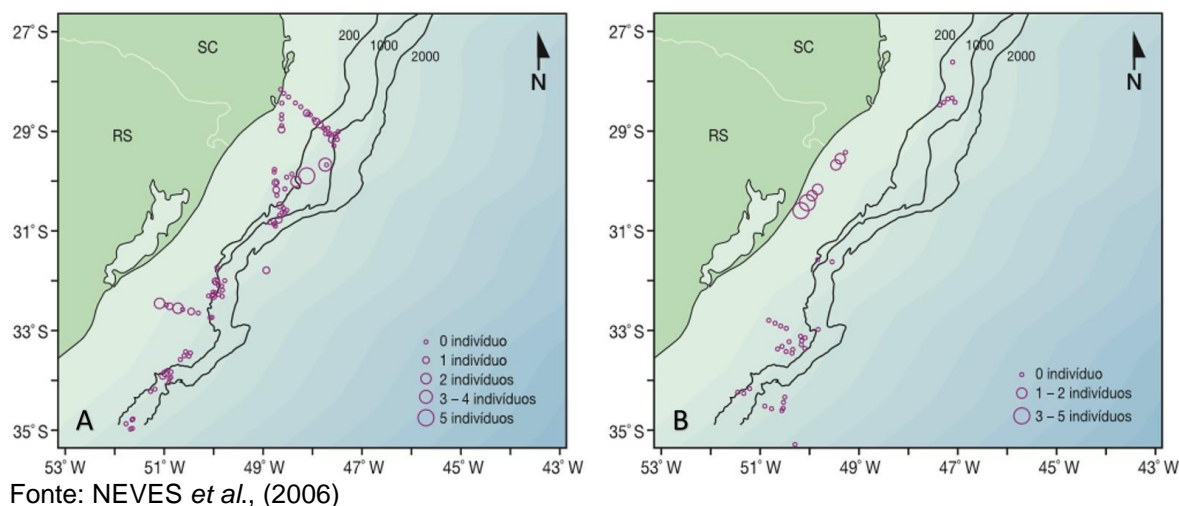 27°S
29°S
31°S
33°S
35°S
53°W 51°W 49°W 47°W 45°W 43°W
SC
RS
200
1000
2000
N
0 indivíduo
1 indivíduo
2 indivíduos
3 – 4 indivíduos
5 indivíduos
A
27°S
29°S
31°S
33°S
35°S
53°W 51°W 49°W 47°W 45°W 43°W
SC
RS
200
1000
2000
N
0 indivíduo
1 – 2 indivíduos
3 – 5 indivíduos
B
Fonte: NEVES et al., (2006)